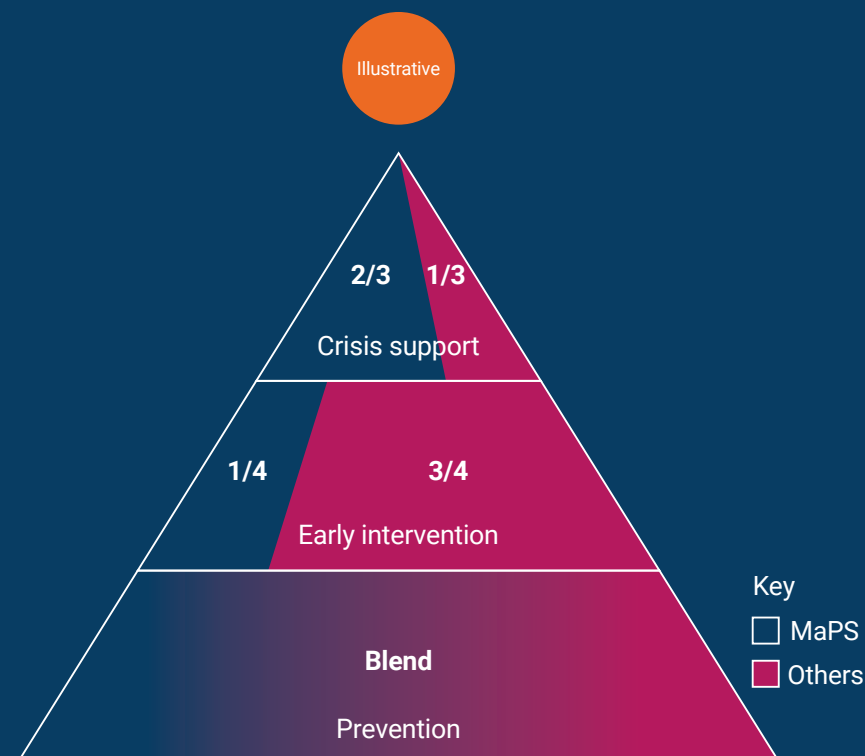 Illustrative
2/3 1/3
Crisis support
1/4 3/4
Early intervention
Blend
Prevention
Key
MaPS
Others